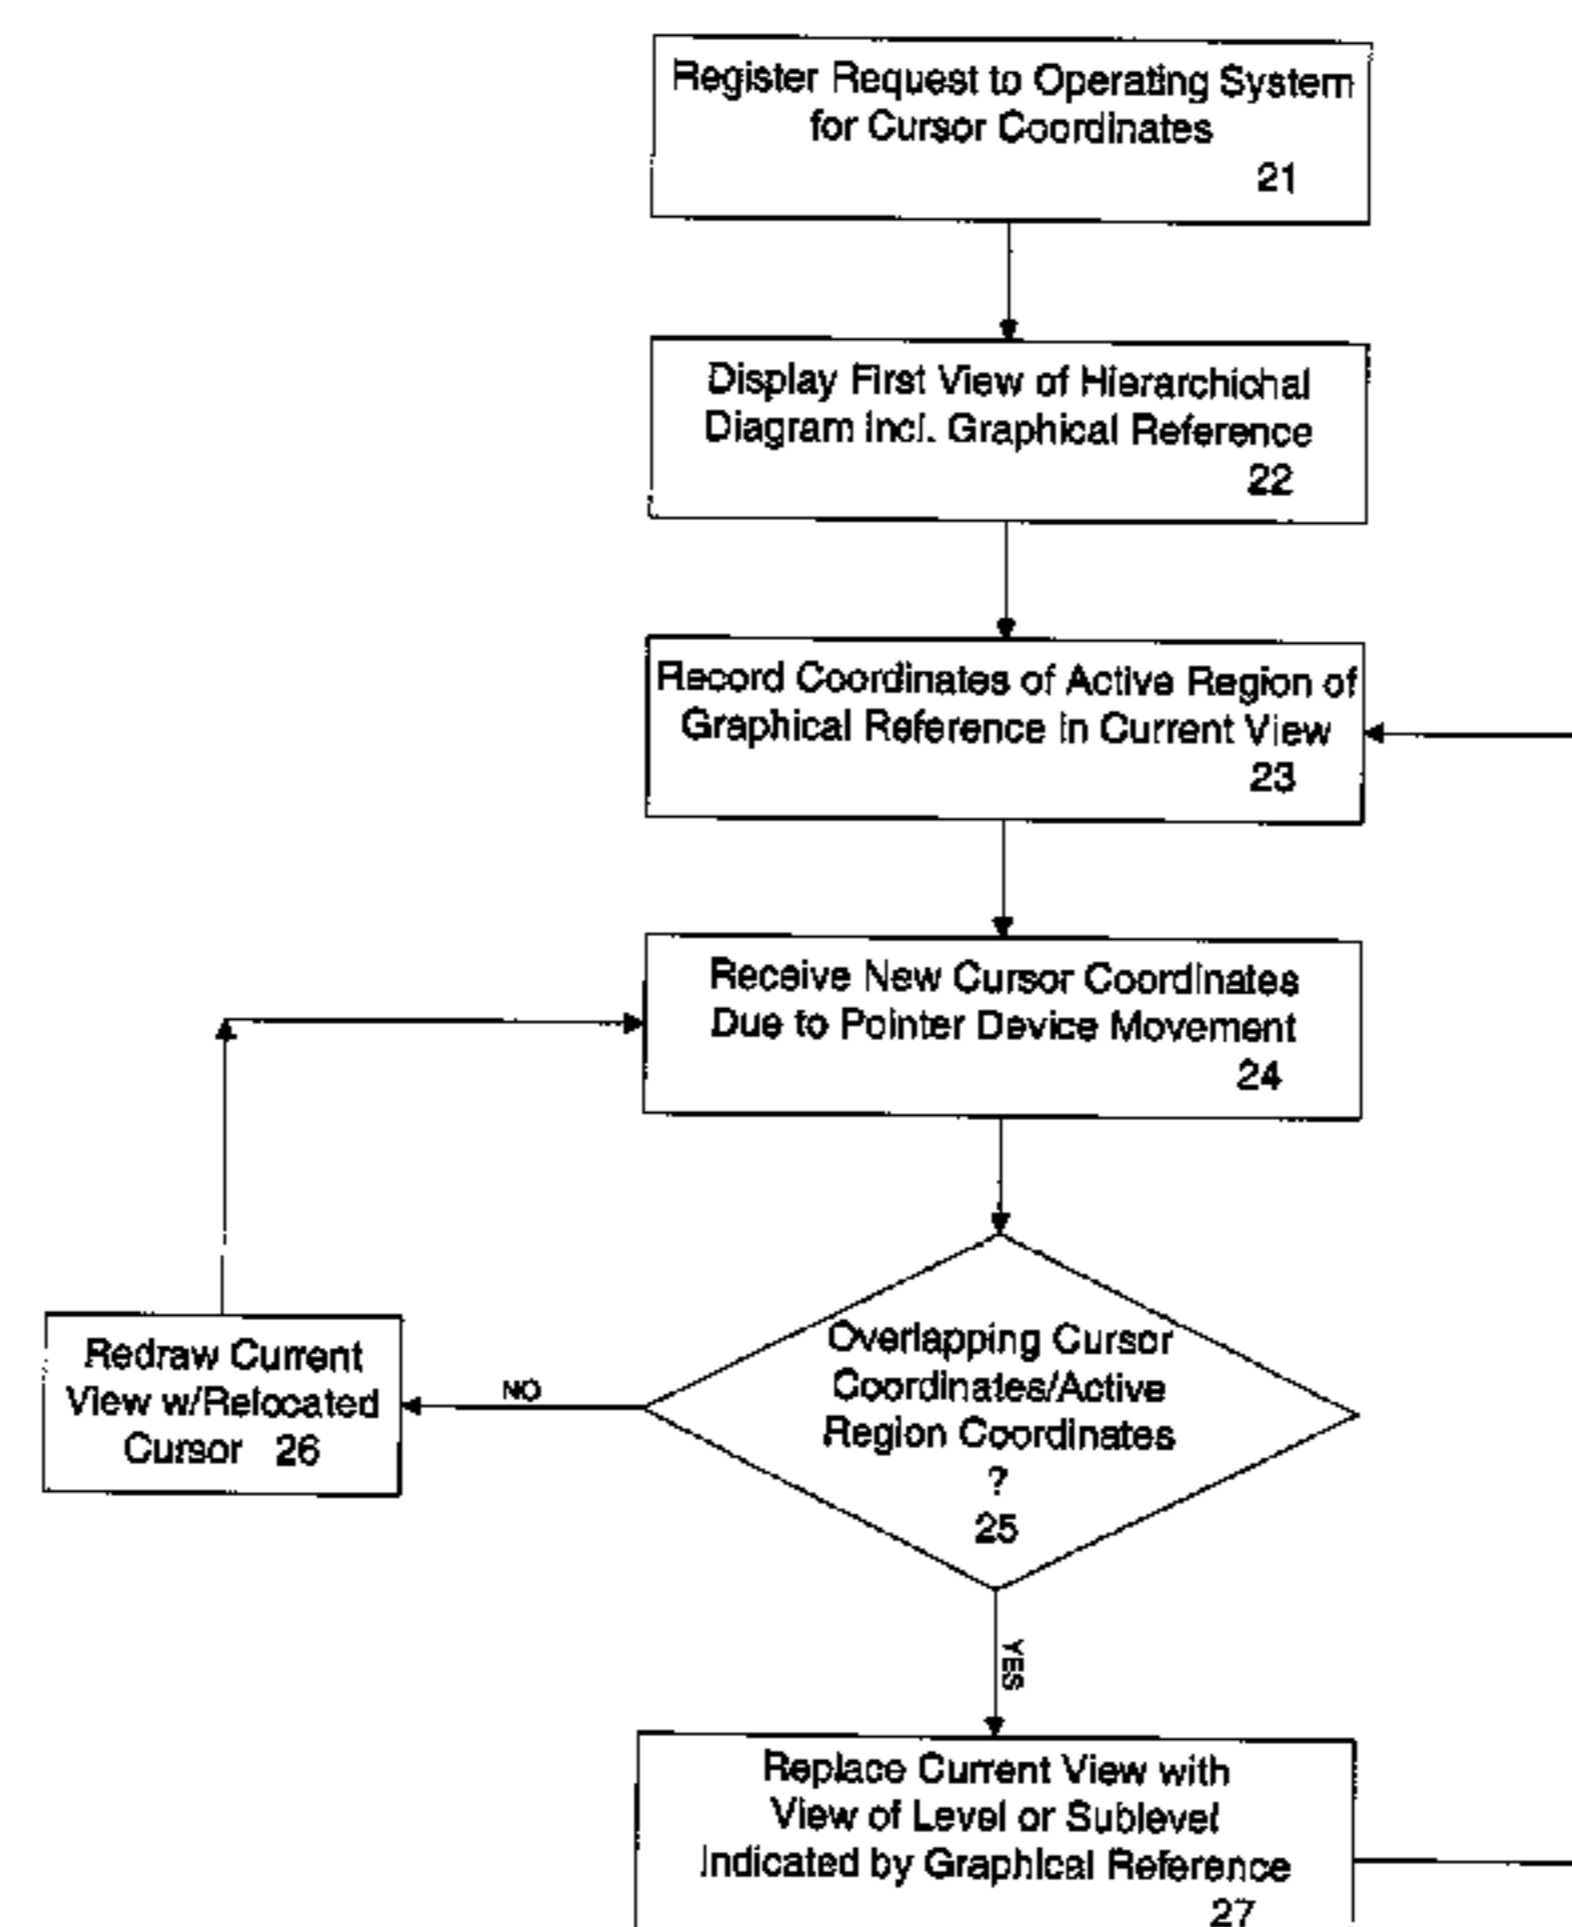 Register Request to Operating System
for Cursor Coordinates
21
Display First View of Hierarchichal
Diagram Incl. Graphical Reference
22
Record Coordinates of Active Region of
Graphical Reference in Current View
23
Receive New Cursor Coordinates
Due to Pointer Device Movement
24
Overlapping Cursor
Coordinates/Active
Region Coordinates
?
25
NO
Redraw Current
View w/Relocated
Cursor 26
YES
Replace Current View with
View of Level or Sublevel
Indicated by Graphical Reference
27